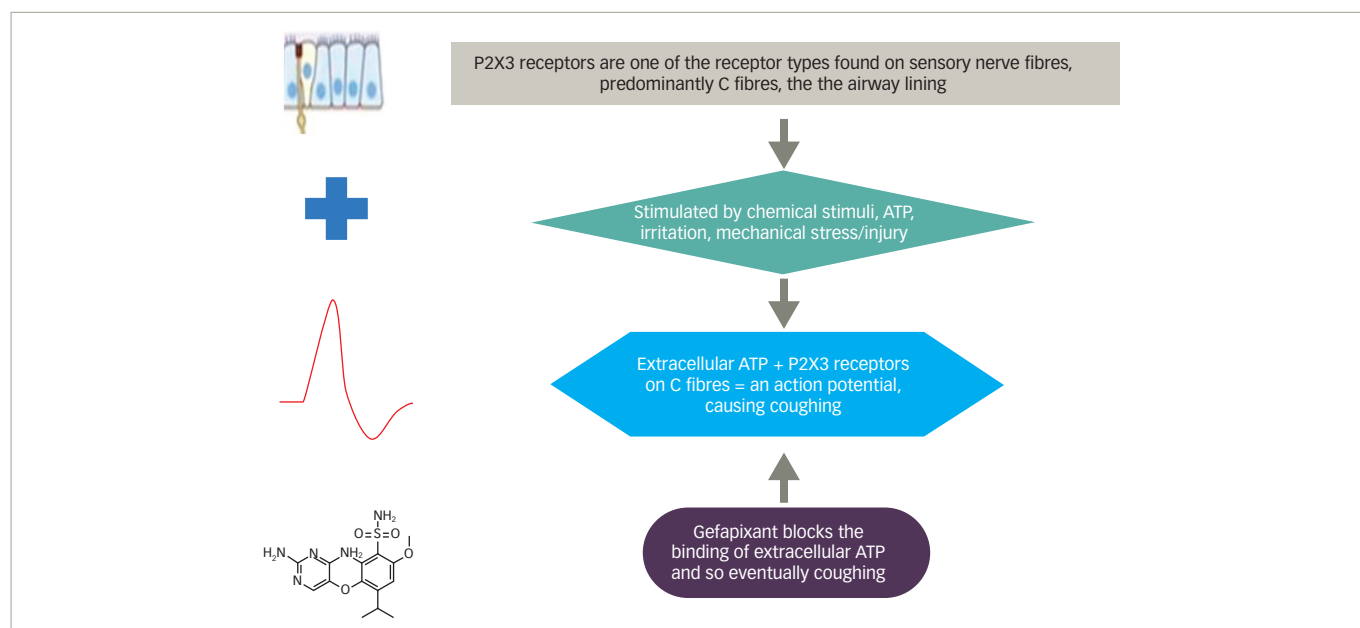 P2X3 receptors are one of the receptor types found on sensory nerve fibres,
predominantly C fibres, the the airway lining
Stimulated by chemical stimuli, ATP,
irritation, mechanical stress/injury
Extracellular ATP + P2X3 receptors
on C fibres = an action potential,
causing coughing
NH₂
O=S=O
H₂N
N
NH₂
O
N
O
Gefapixant blocks the
binding of extracellular ATP
and so eventually coughing